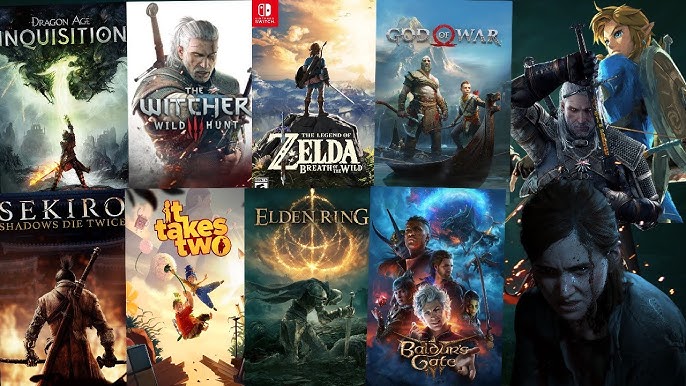 DRAGON AGE
INQUISITION
THE
WITCHER
WILD HUNT
NINTENDO
SWITCH
THE LEGEND OF
ZELDA
BREATH OF THE WILD
GOD OF WAR
SEKIRO
SHADOWS DIE TWICE
it
takes
two
ELDEN RING
Baldur's
Gate